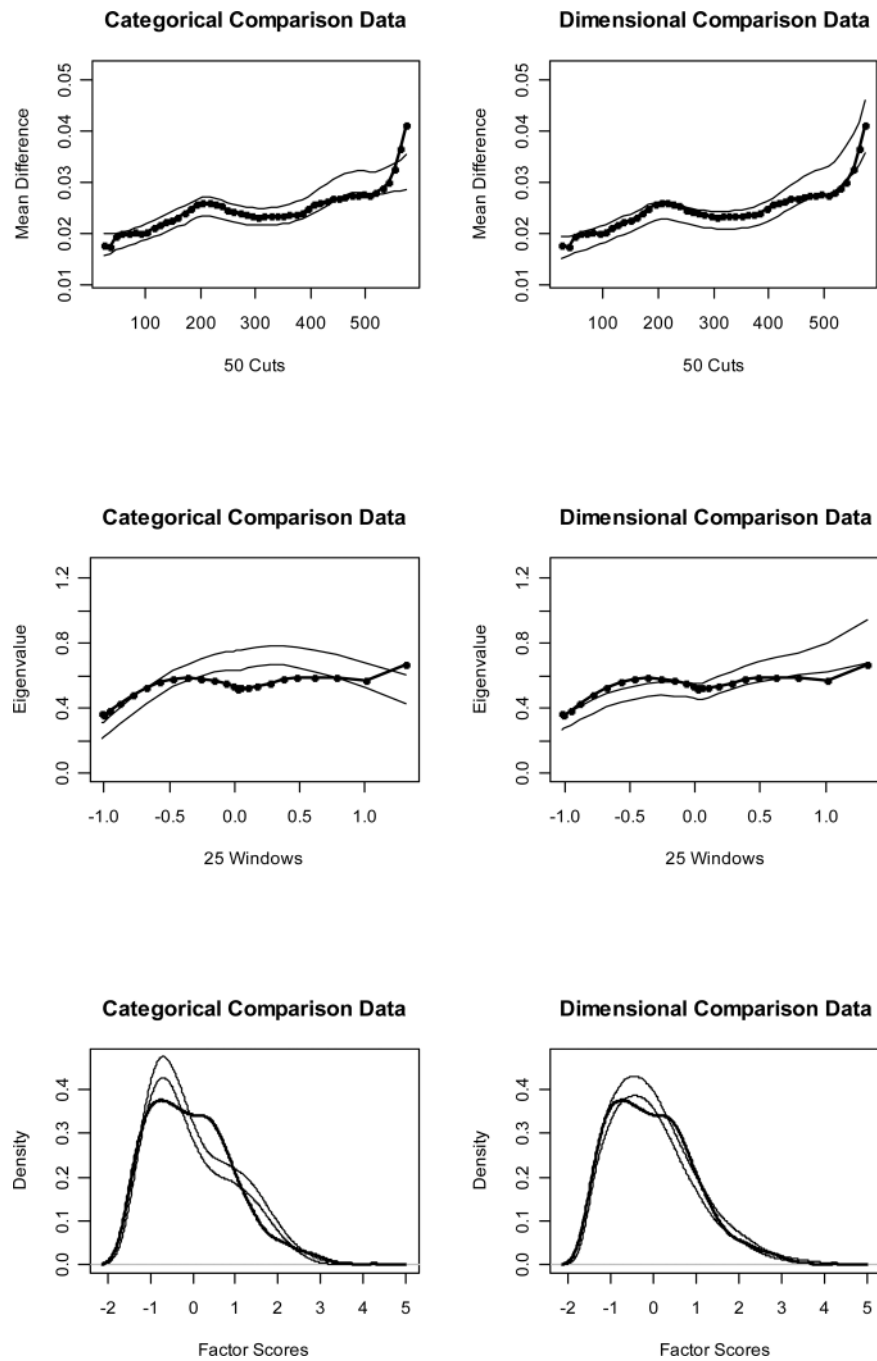 Categorical Comparison Data
Dimensional Comparison Data
Mean Difference
0.01 0.02 0.03 0.04 0.05
100 200 300 400 500
50 Cuts
Mean Difference
0.01 0.02 0.03 0.04 0.05
100 200 300 400 500
50 Cuts
Categorical Comparison Data
Dimensional Comparison Data
Eigenvalue
0.0 0.4 0.8 1.2
-1.0 -0.5 0.0 0.5 1.0
25 Windows
Eigenvalue
0.0 0.4 0.8 1.2
-1.0 -0.5 0.0 0.5 1.0
25 Windows
Categorical Comparison Data
Dimensional Comparison Data
Density
0.0 0.1 0.2 0.3 0.4
-2 -1 0 1 2 3 4 5
Factor Scores
Density
0.0 0.1 0.2 0.3 0.4
-2 -1 0 1 2 3 4 5
Factor Scores